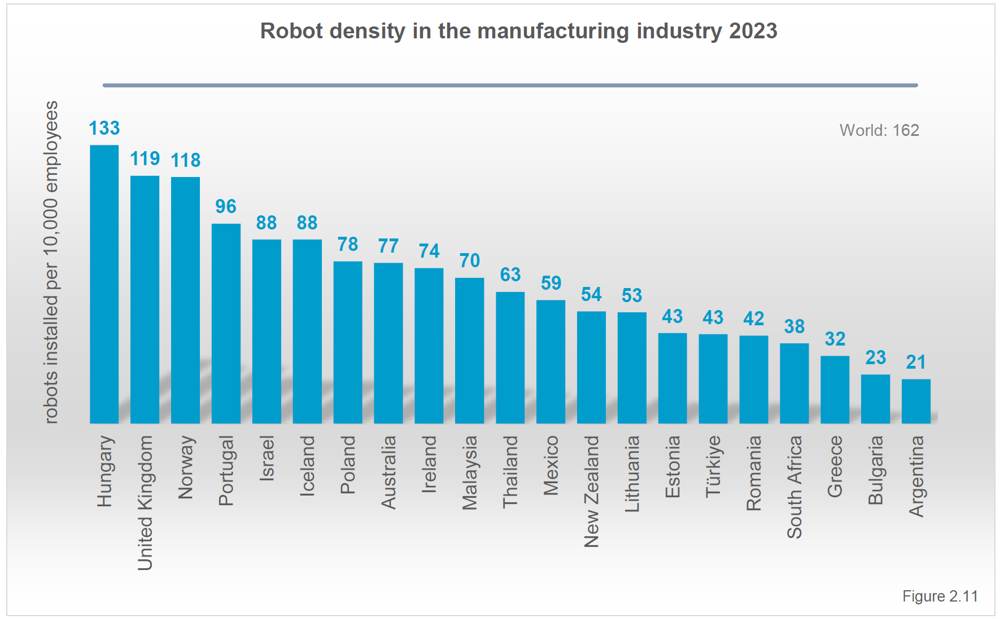 Robot density in the manufacturing industry 2023
World: 162
robots installed per 10,000 employees
133
119
118
96
88
88
78
77
74
70
63
59
54
53
43
43
42
38
32
23
21
Hungary
United Kingdom
Norway
Portugal
Israel
Iceland
Poland
Australia
Ireland
Malaysia
Thailand
Mexico
New Zealand
Lithuania
Estonia
Türkiye
Romania
South Africa
Greece
Bulgaria
Argentina
Figure 2.11